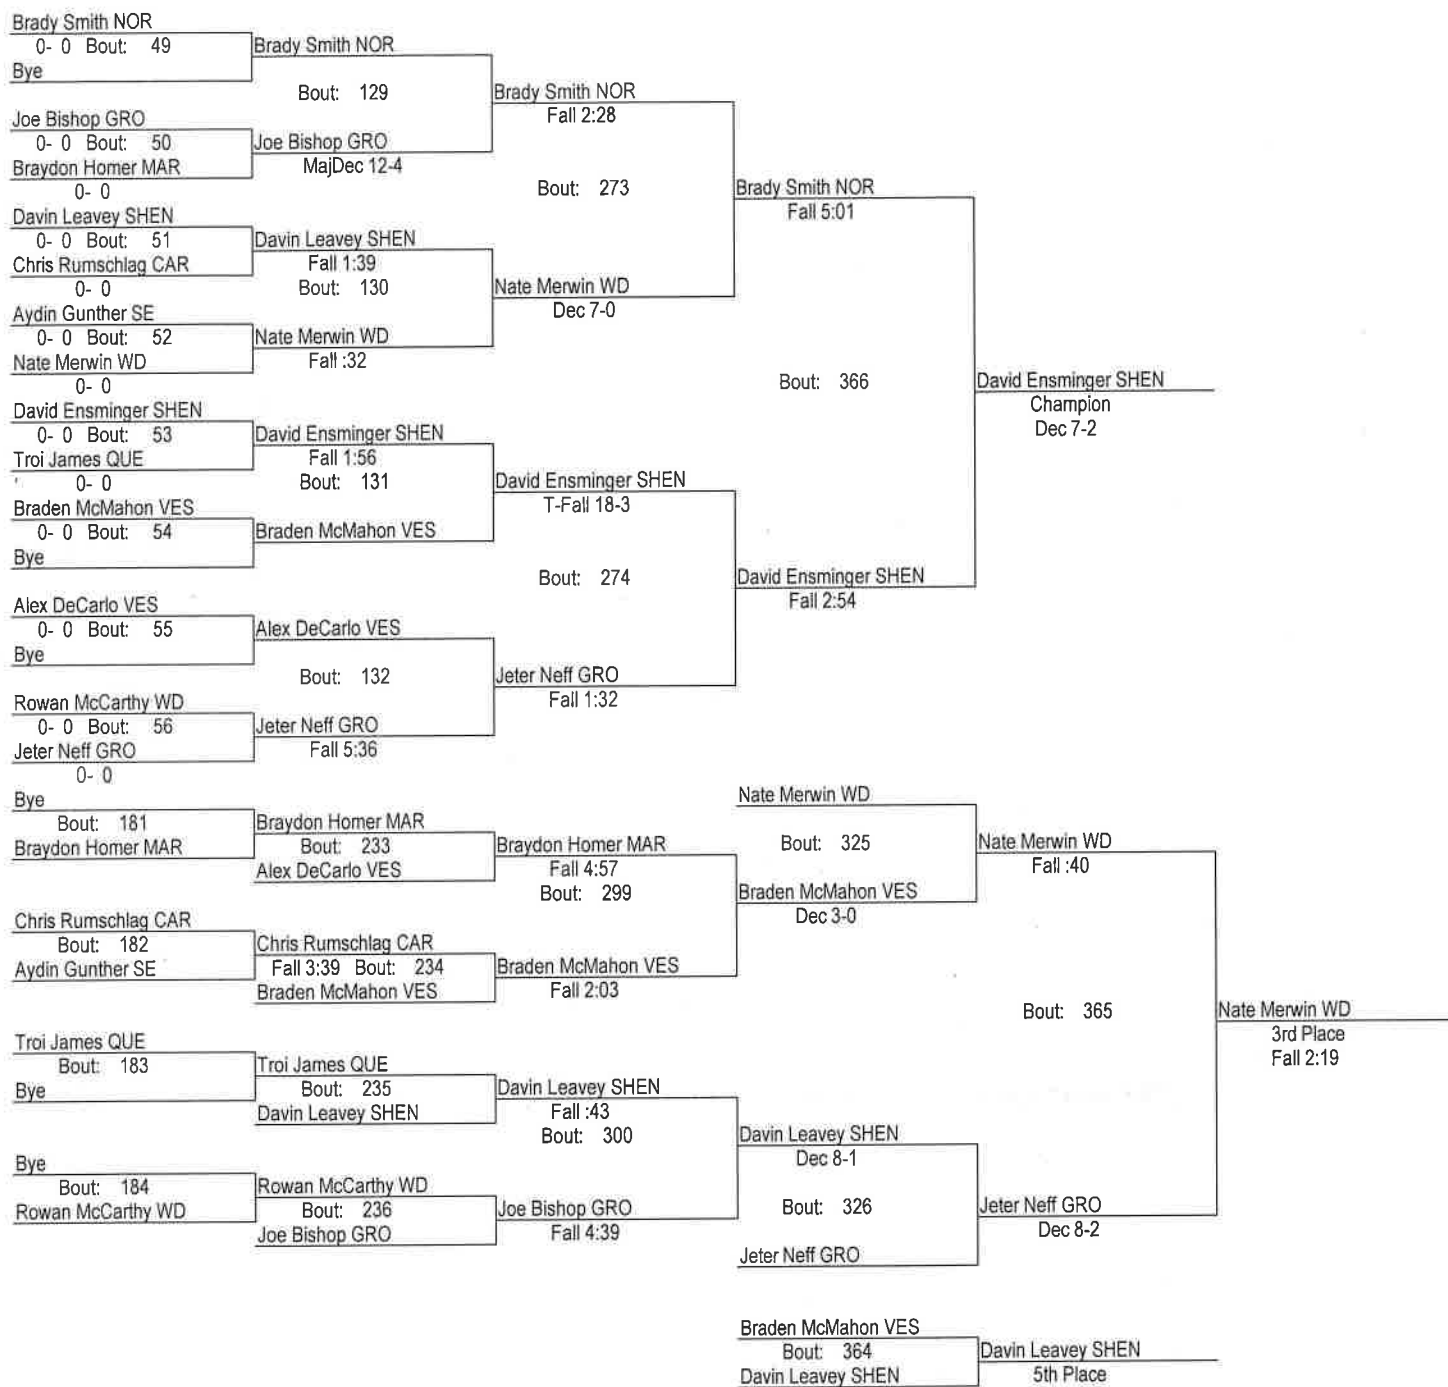 Brady Smith NOR
0- 0 Bout: 49
Bye
Brady Smith NOR
Bout: 129
Joe Bishop GRO
0- 0 Bout: 50
Braydon Homer MAR
0- 0
Joe Bishop GRO
MajDec 12-4
Brady Smith NOR
Fall 2:28
Bout: 273
Davin Leavey SHEN
0- 0 Bout: 51
Chris Rumschlag CAR
0- 0
Davin Leavey SHEN
Fall 1:39
Bout: 130
Aydin Gunther SE
0- 0 Bout: 52
Nate Merwin WD
0- 0
Nate Merwin WD
Fall :32
Nate Merwin WD
Dec 7-0
Brady Smith NOR
Fall 5:01
Bout: 366
David Ensminger SHEN
Champion
Dec 7-2
David Ensminger SHEN
0- 0 Bout: 53
Troi James QUE
0- 0
David Ensminger SHEN
Fall 1:56
Bout: 131
Braden McMahon VES
0- 0 Bout: 54
Bye
Braden McMahon VES
David Ensminger SHEN
T-Fall 18-3
Bout: 274
David Ensminger SHEN
Fall 2:54
Alex DeCarlo VES
0- 0 Bout: 55
Bye
Alex DeCarlo VES
Bout: 132
Rowan McCarthy WD
0- 0 Bout: 56
Jeter Neff GRO
0- 0
Jeter Neff GRO
Fall 5:36
Jeter Neff GRO
Fall 1:32
Bye
Bout: 181
Braydon Homer MAR
Braydon Homer MAR
Bout: 233
Alex DeCarlo VES
Braydon Homer MAR
Fall 4:57
Bout: 299
Chris Rumschlag CAR
Bout: 182
Aydin Gunther SE
Chris Rumschlag CAR
Fall 3:39 Bout: 234
Braden McMahon VES
Braden McMahon VES
Fall 2:03
Nate Merwin WD
Bout: 325
Braden McMahon VES
Dec 3-0
Nate Merwin WD
Fall :40
Bout: 365
Nate Merwin WD
3rd Place
Fall 2:19
Troi James QUE
Bout: 183
Bye
Troi James QUE
Bout: 235
Davin Leavey SHEN
Davin Leavey SHEN
Fall :43
Bout: 300
Bye
Bout: 184
Rowan McCarthy WD
Rowan McCarthy WD
Bout: 236
Joe Bishop GRO
Joe Bishop GRO
Fall 4:39
Davin Leavey SHEN
Dec 8-1
Bout: 326
Jeter Neff GRO
Jeter Neff GRO
Dec 8-2
Braden McMahon VES
Bout: 364
Davin Leavey SHEN
Davin Leavey SHEN
5th Place